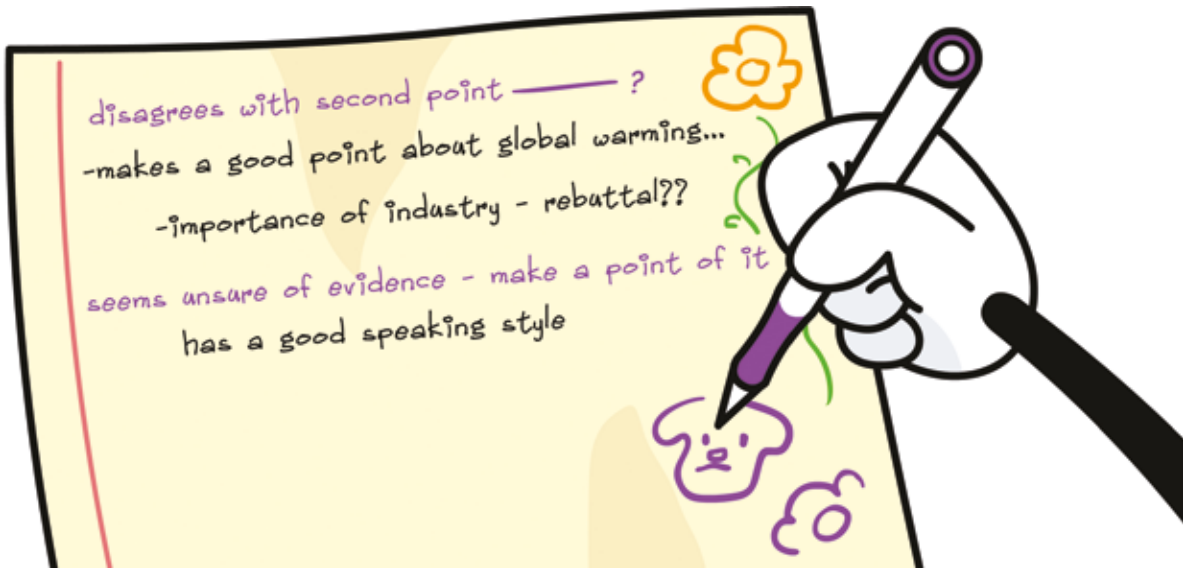 disagrees with second point —— ?
-makes a good point about global warming...
-importance of industry - rebuttal??
seems unsure of evidence - make a point of it
has a good speaking style